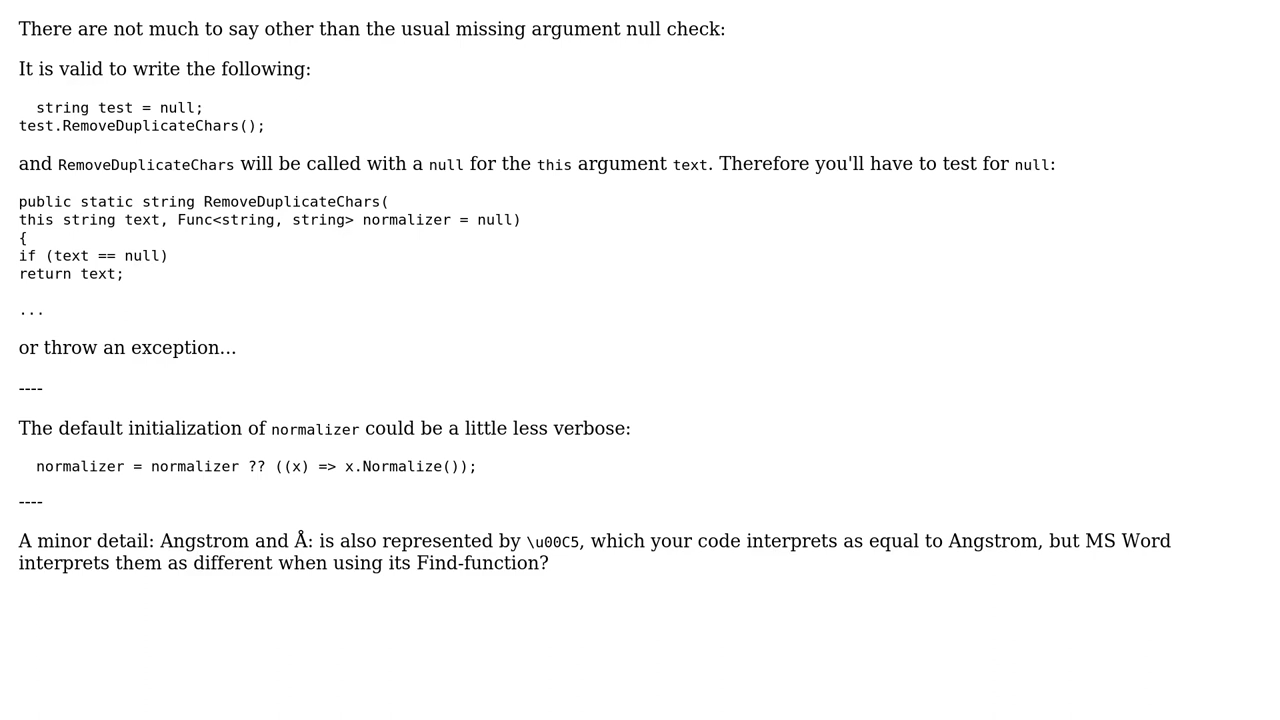 There are not much to say other than the usual missing argument null check:
It is valid to write the following:
string test = null;
test.RemoveDuplicateChars();
and RemoveDuplicateChars will be called with a null for the this argument text. Therefore you'll have to test for null:
public static string RemoveDuplicateChars(
this string text, Func<string, string> normalizer = null)
{
if (text == null)
return text;
...
or throw an exception...
----
The default initialization of normalizer could be a little less verbose:
normalizer = normalizer ?? ((x) => x.Normalize());
----
A minor detail: Angstrom and Å: is also represented by \u00C5, which your code interprets as equal to Angstrom, but MS Word
interprets them as different when using its Find-function?